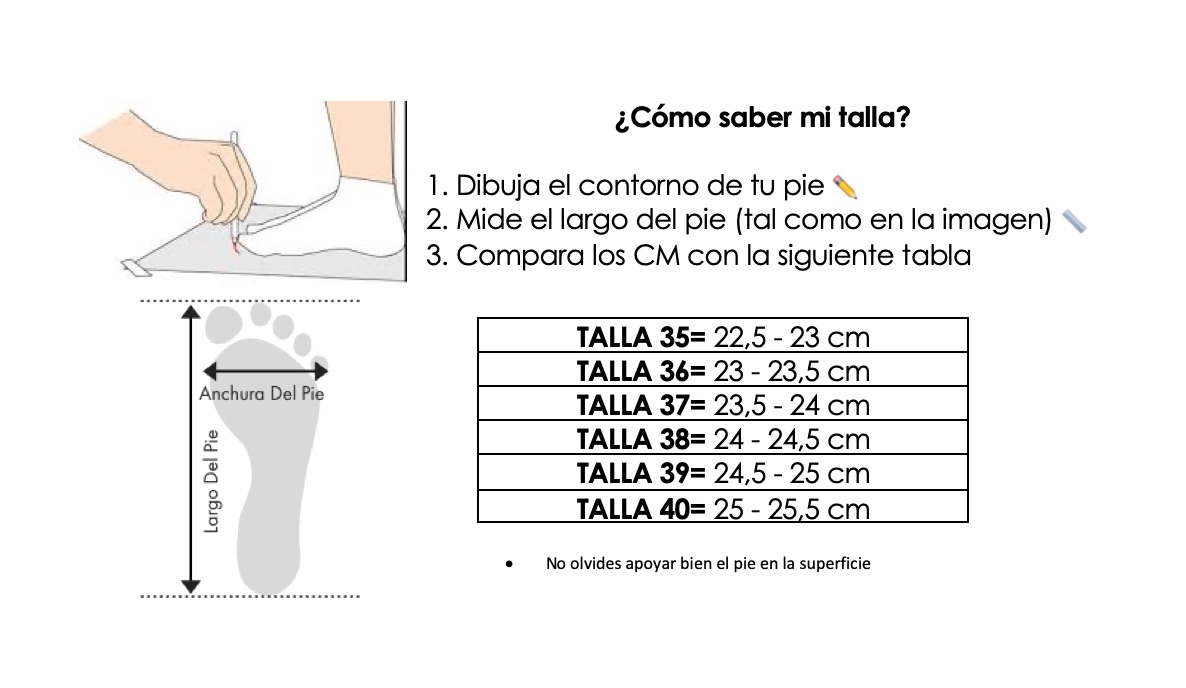 ¿Cómo saber mi talla?
1. Dibuja el contorno de tu pie ✏️
2. Mide el largo del pie (tal como en la imagen) 📏
3. Compara los CM con la siguiente tabla
Anchura Del Pie
Largo Del Pie
TALLA 35= 22,5 - 23 cm
TALLA 36= 23 - 23,5 cm
TALLA 37= 23,5 - 24 cm
TALLA 38= 24 - 24,5 cm
TALLA 39= 24,5 - 25 cm
TALLA 40= 25 - 25,5 cm
• No olvides apoyar bien el pie en la superficie